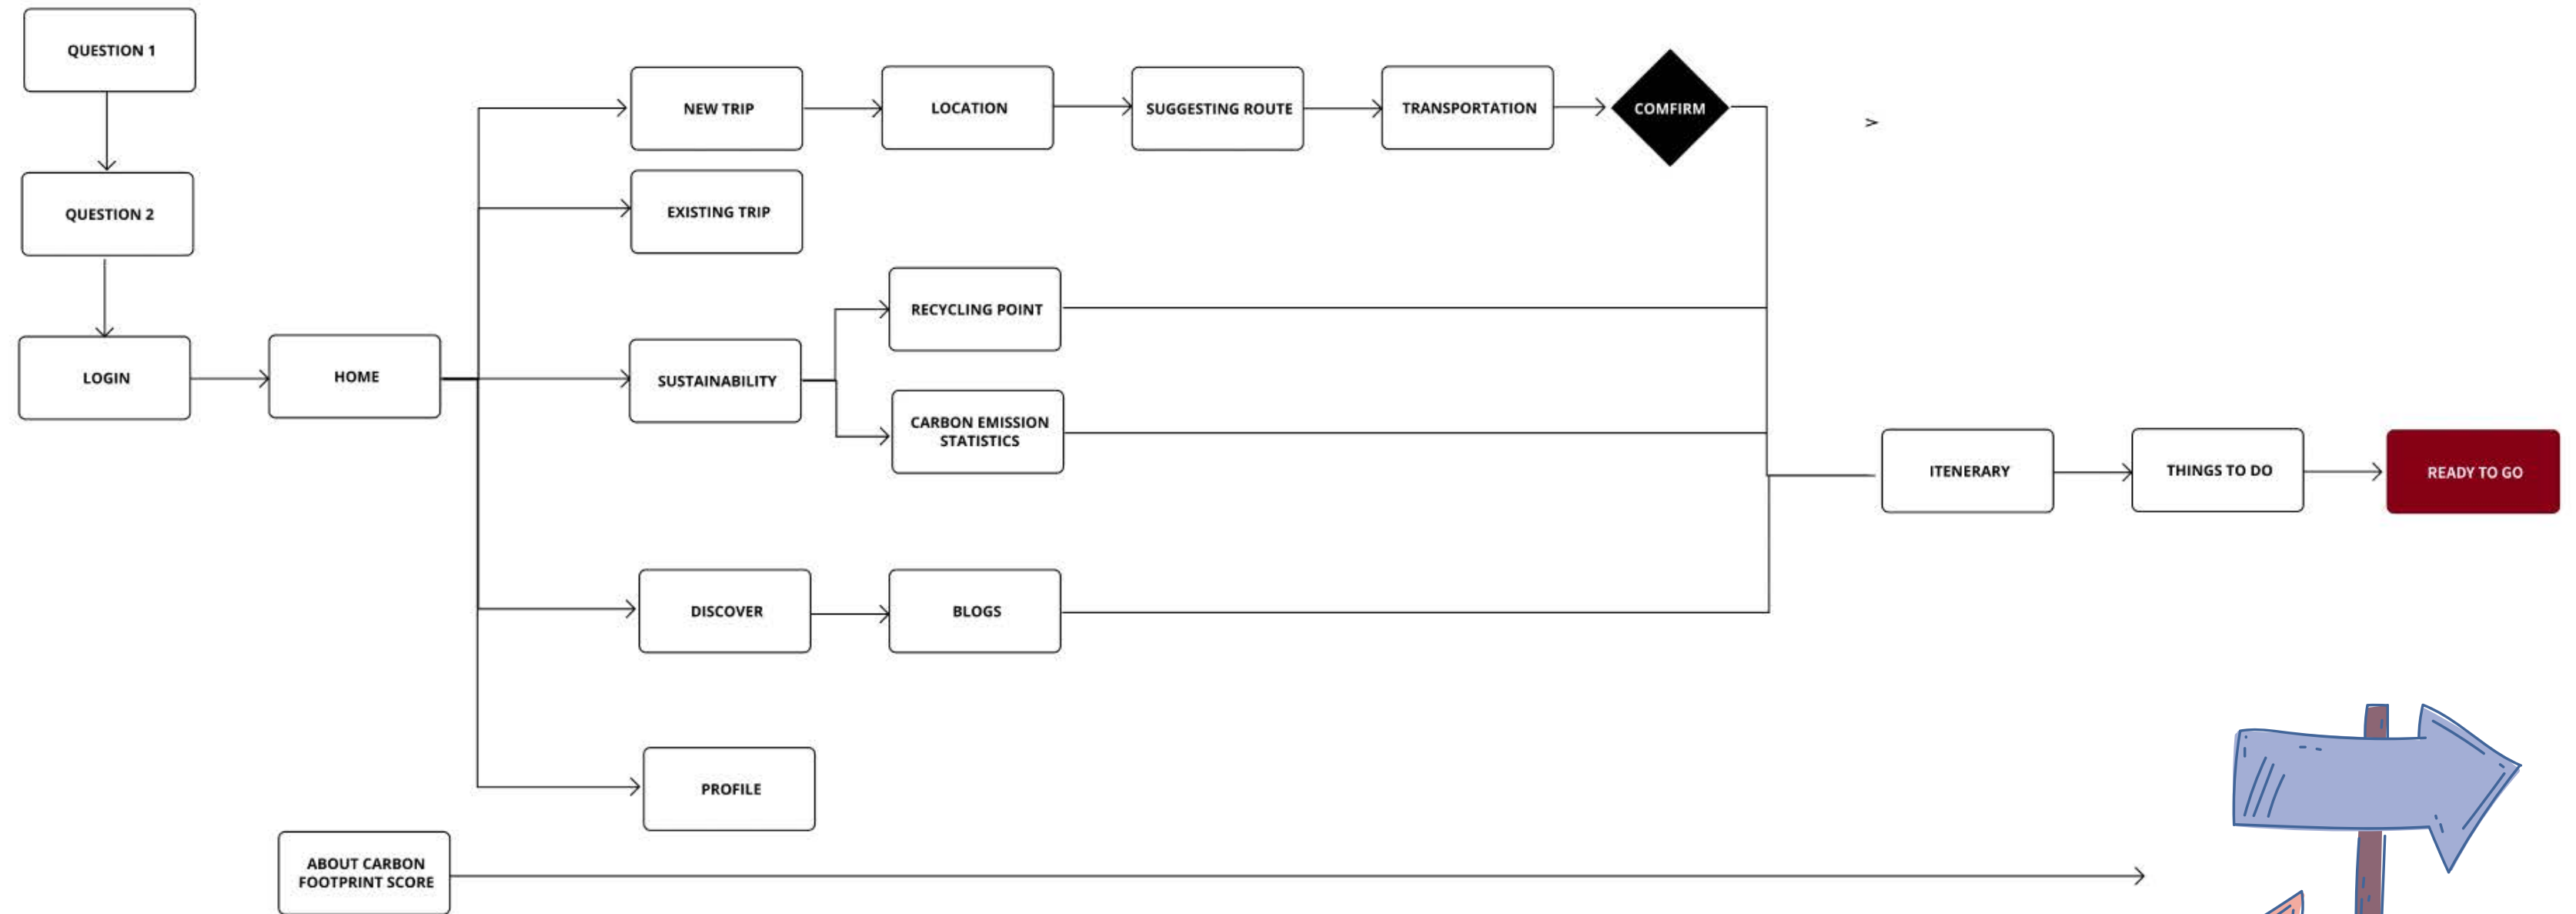 QUESTION 1
QUESTION 2
LOGIN
HOME
NEW TRIP
LOCATION
SUGGESTING ROUTE
TRANSPORTATION
COMFIRM
>
EXISTING TRIP
SUSTAINABILITY
RECYCLING POINT
CARBON EMISSION
STATISTICS
DISCOVER
BLOGS
PROFILE
ITENERARY
THINGS TO DO
READY TO GO
ABOUT CARBON
FOOTPRINT SCORE